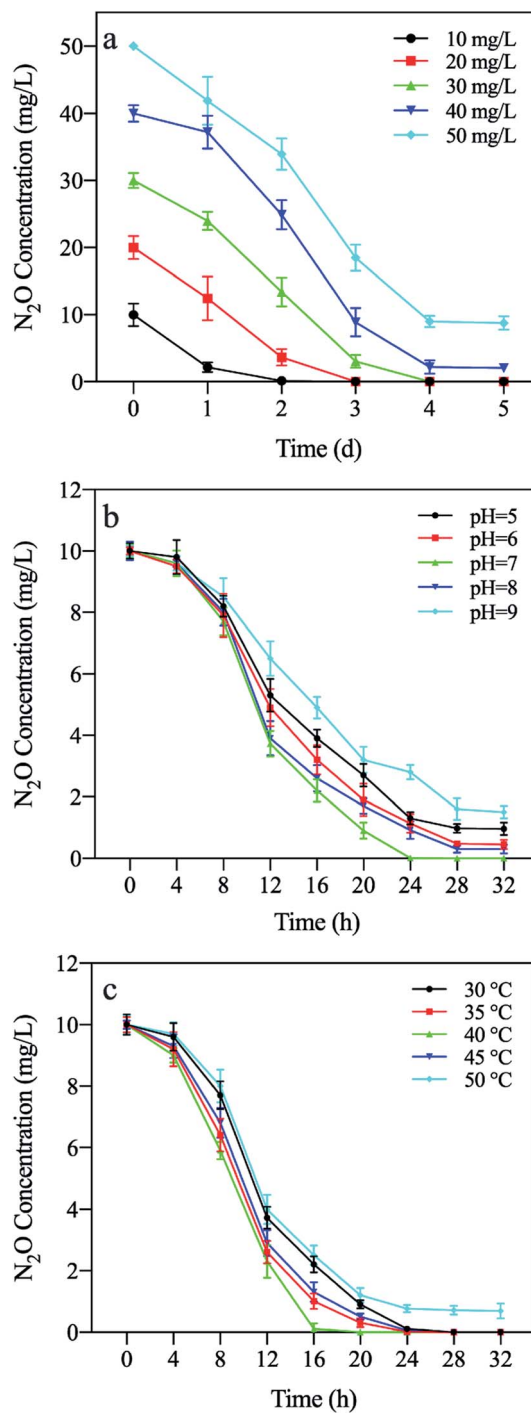 a
10 mg/L
20 mg/L
30 mg/L
40 mg/L
50 mg/L
N₂O Concentration (mg/L)
50
40
30
20
10
0
0 1 2 3 4 5
Time (d)
b
pH=5
pH=6
pH=7
pH=8
pH=9
N₂O Concentration (mg/L)
12
10
8
6
4
2
0
0 4 8 12 16 20 24 28 32
Time (h)
c
30 °C
35 °C
40 °C
45 °C
50 °C
N₂O Concentration (mg/L)
12
10
8
6
4
2
0
0 4 8 12 16 20 24 28 32
Time (h)